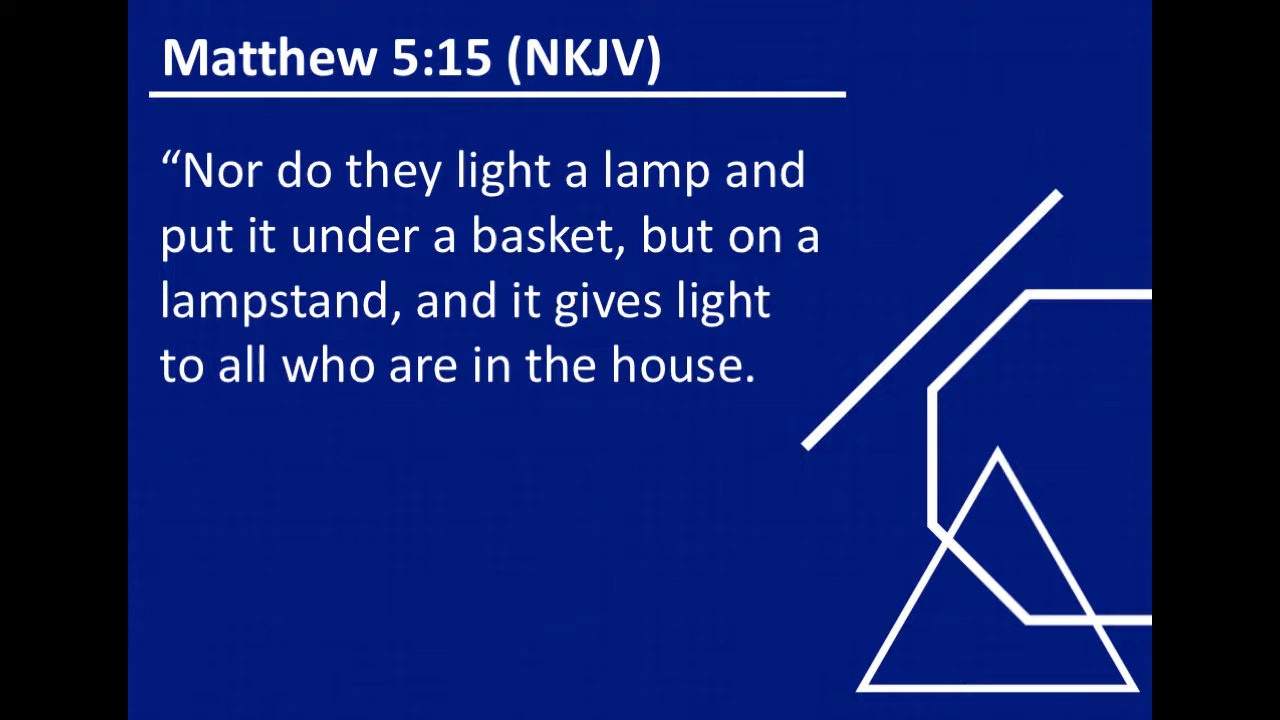 Matthew 5:15 (NKJV)
“Nor do they light a lamp and
put it under a basket, but on a
lampstand, and it gives light
to all who are in the house.